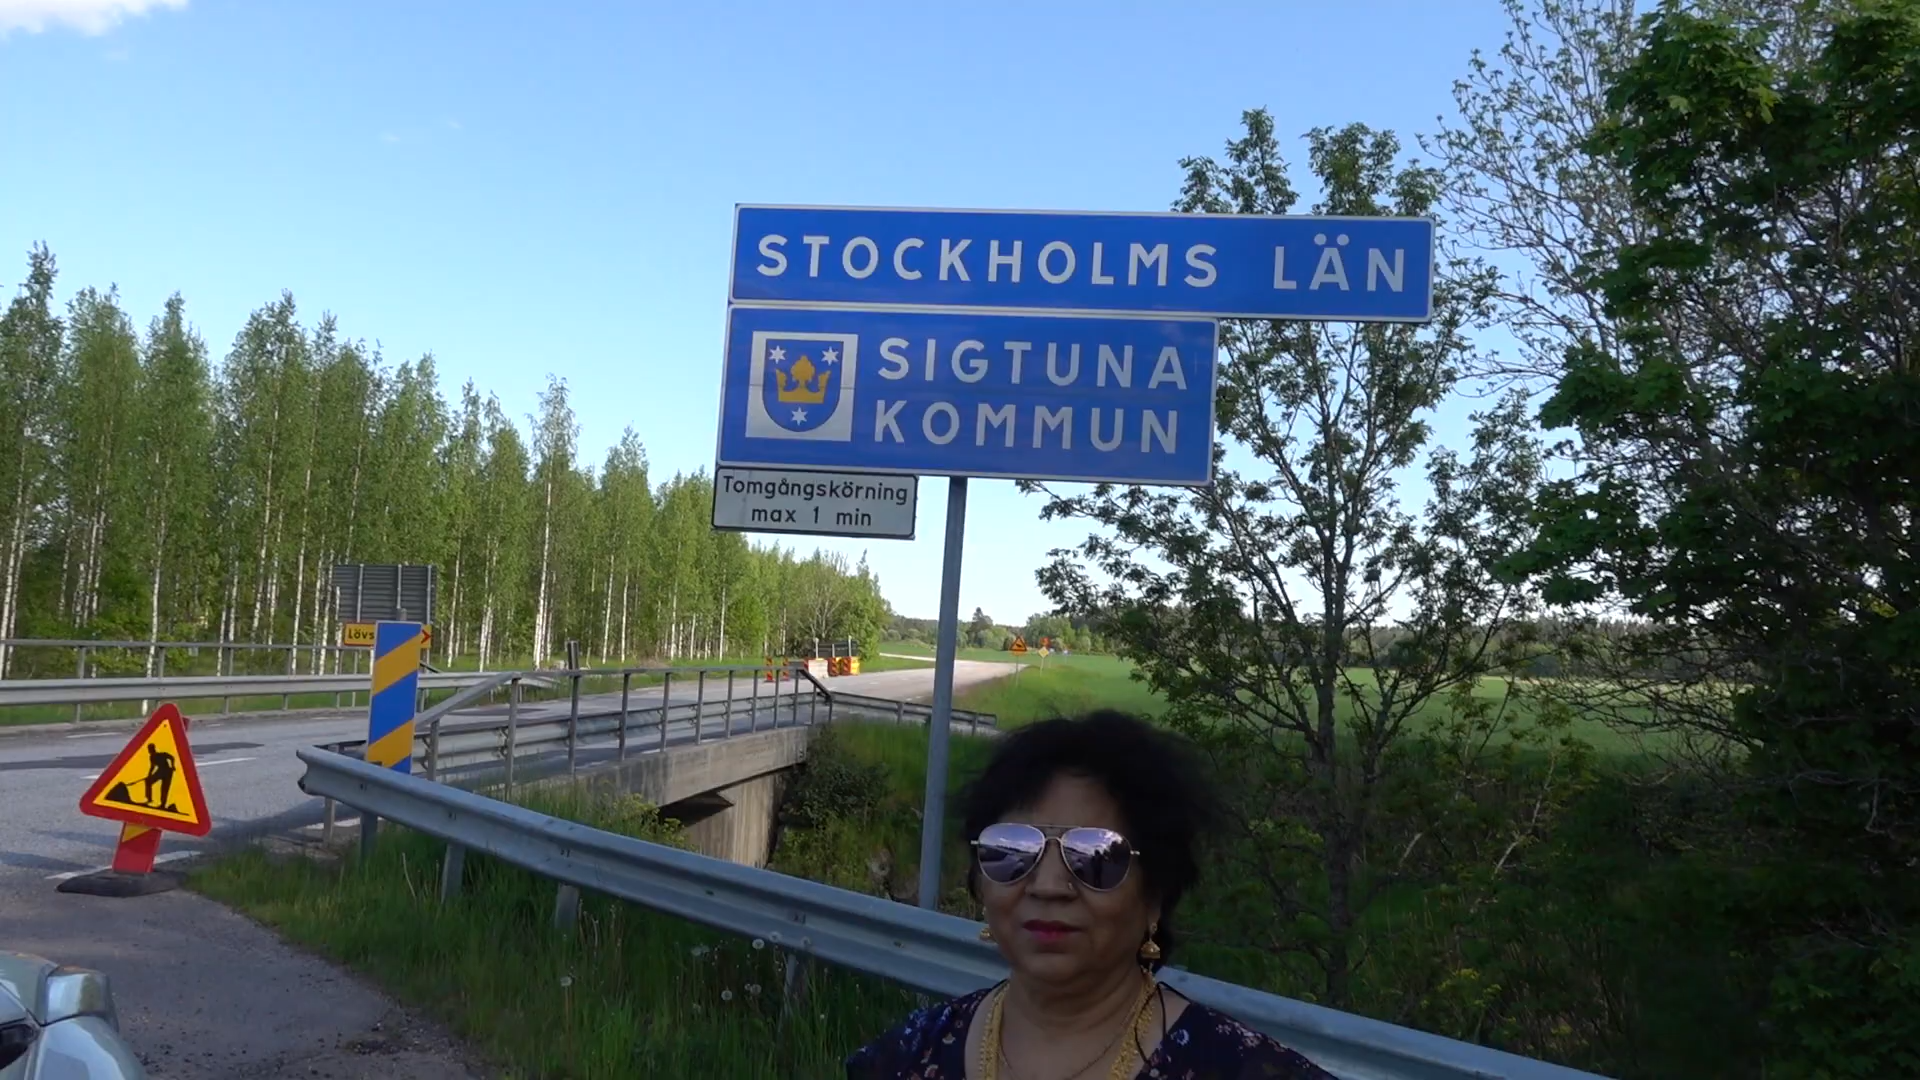 STOCKHOLMS LÄN
SIGTUNA
KOMMUN
Tomgångskörning
max 1 min